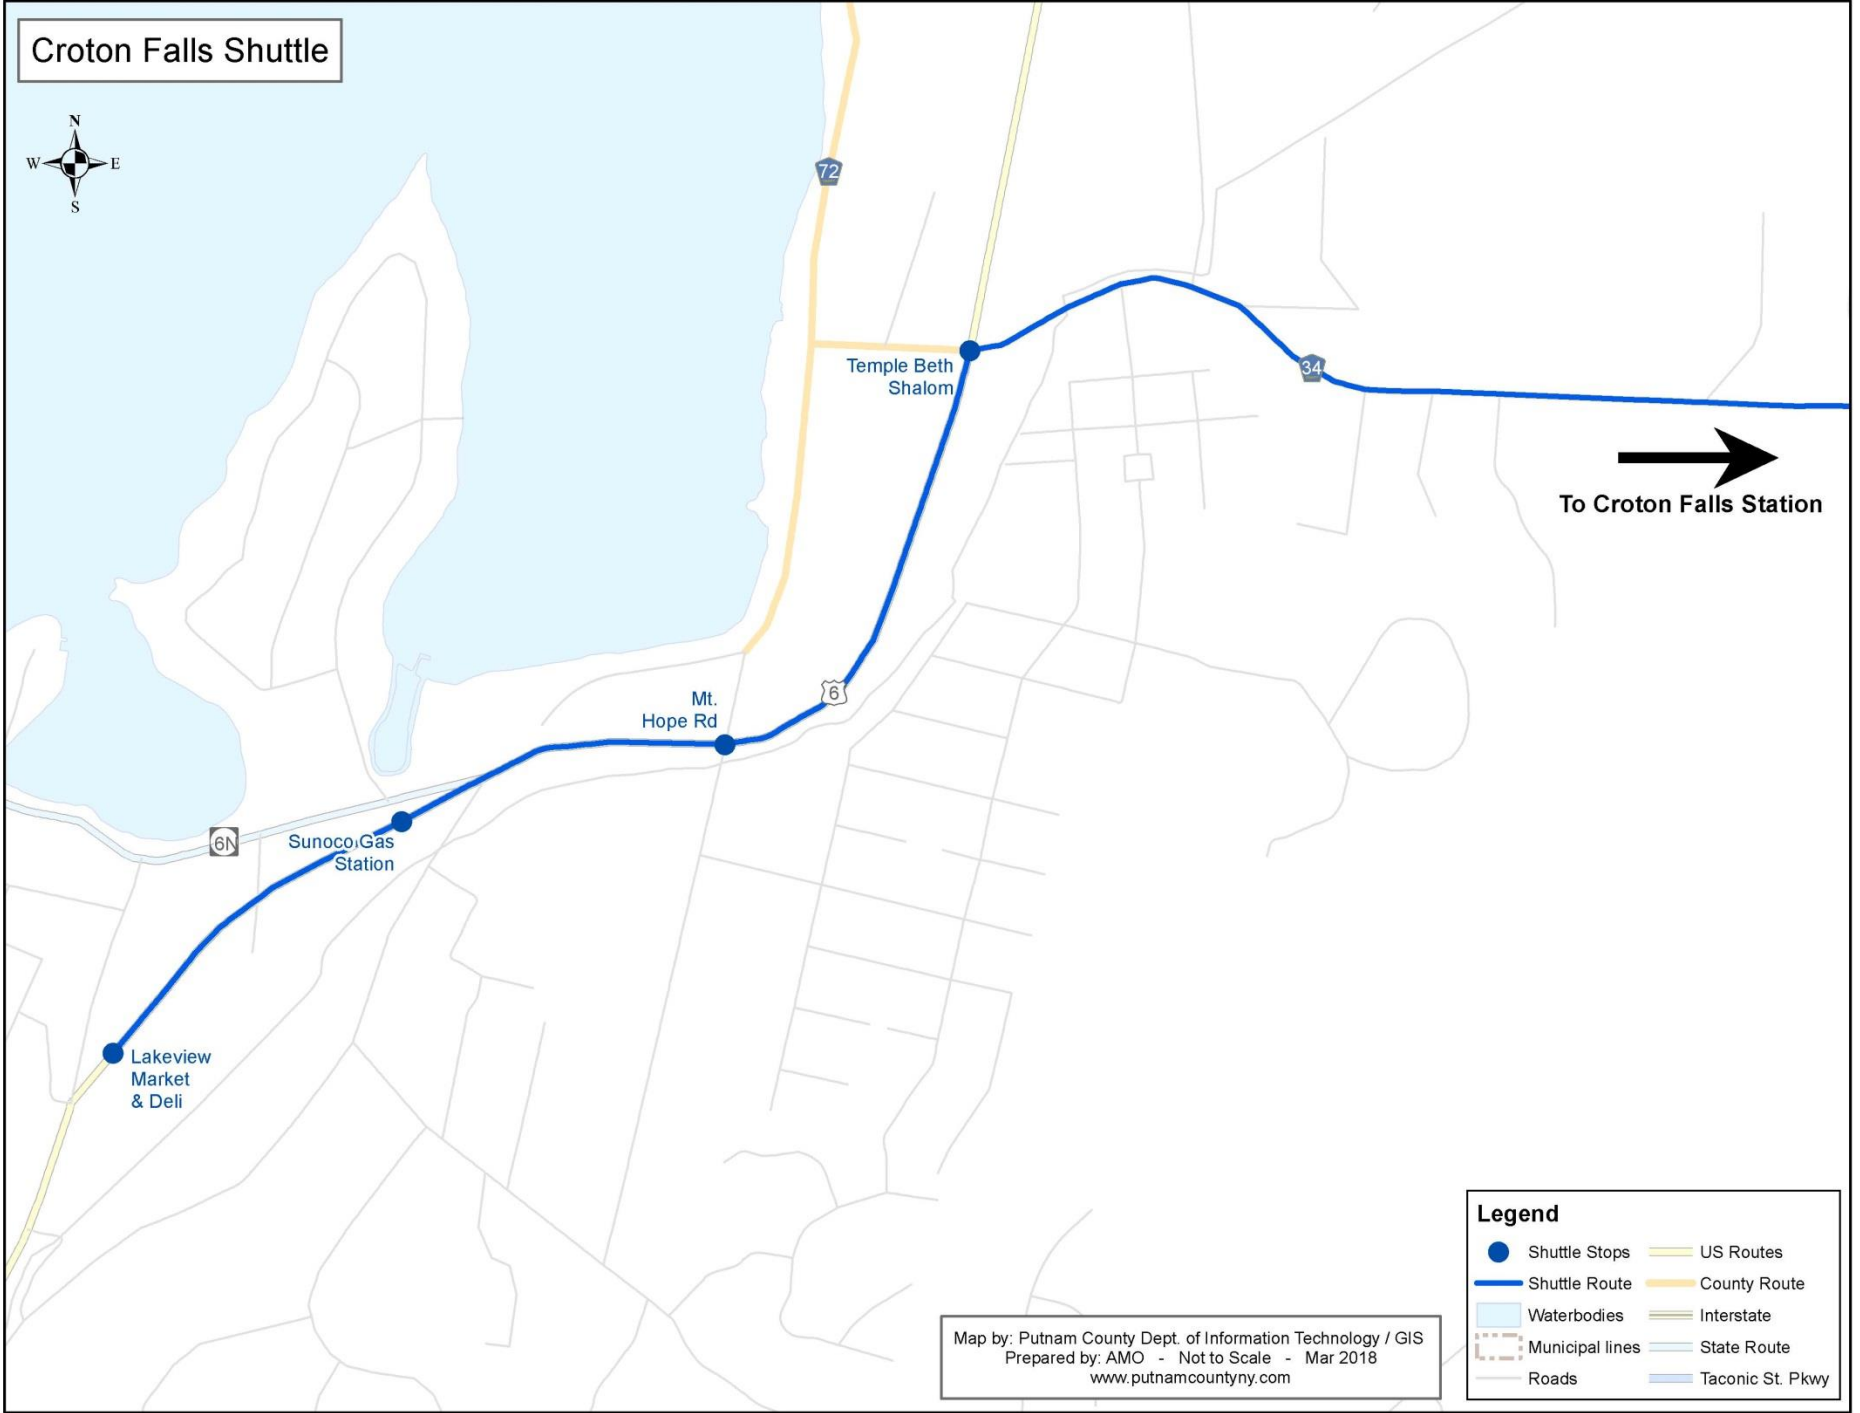 Croton Falls Shuttle
N
W E
S
72
Temple Beth
Shalom
34
To Croton Falls Station
6
Mt.
Hope Rd
6N
Sunoco Gas
Station
Lakeview
Market
& Deli
Legend
Shuttle Stops US Routes
Shuttle Route County Route
Waterbodies Interstate
Municipal lines State Route
Roads Taconic St. Pkwy
Map by: Putnam County Dept. of Information Technology / GIS
Prepared by: AMO - Not to Scale - Mar 2018
www.putnamcountyny.com